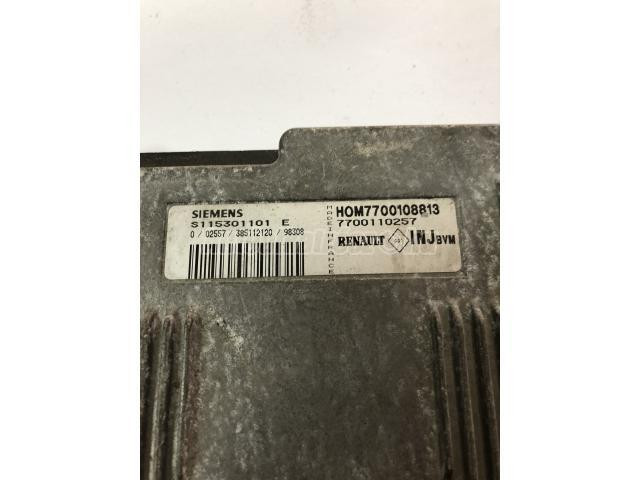 SIEMENS
S115301101 E
0 / 02557 / 385112120 / 98308
MADE IN FRANCE
HOM7700108813
7700110257
RENAULT INJ BVM